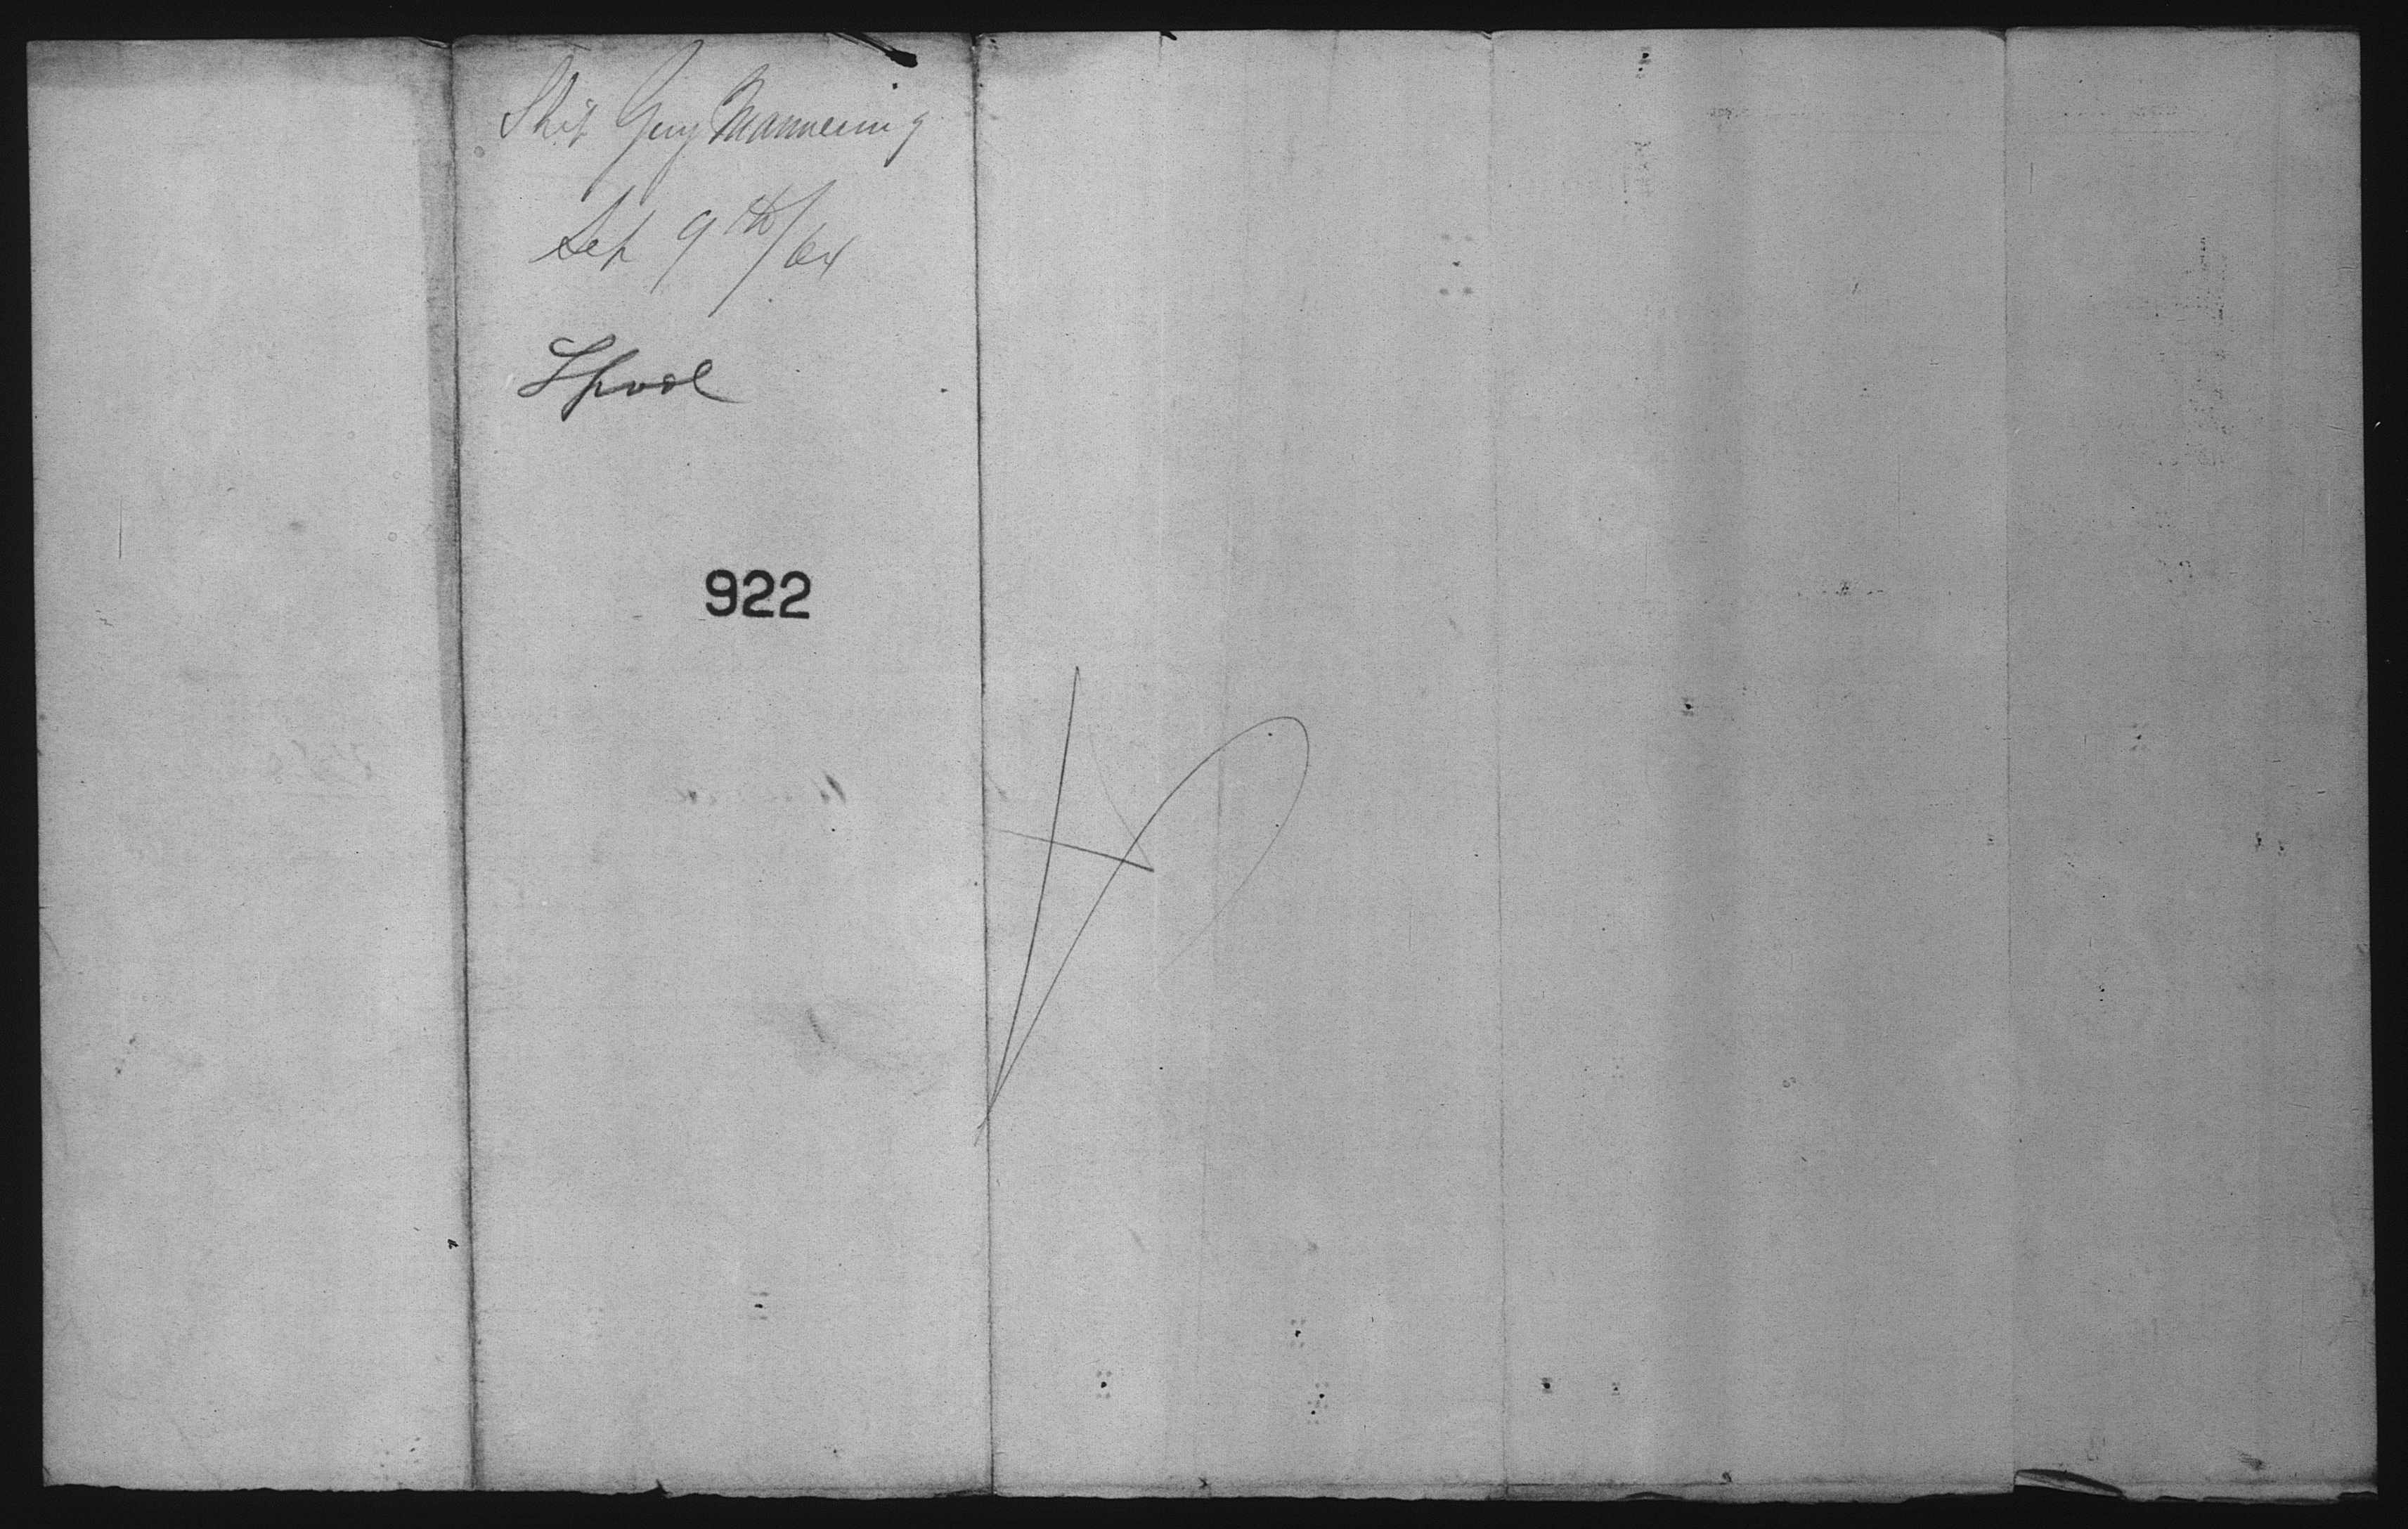 Ship Guy Mannering
Sep 9th/64
Lpool
922